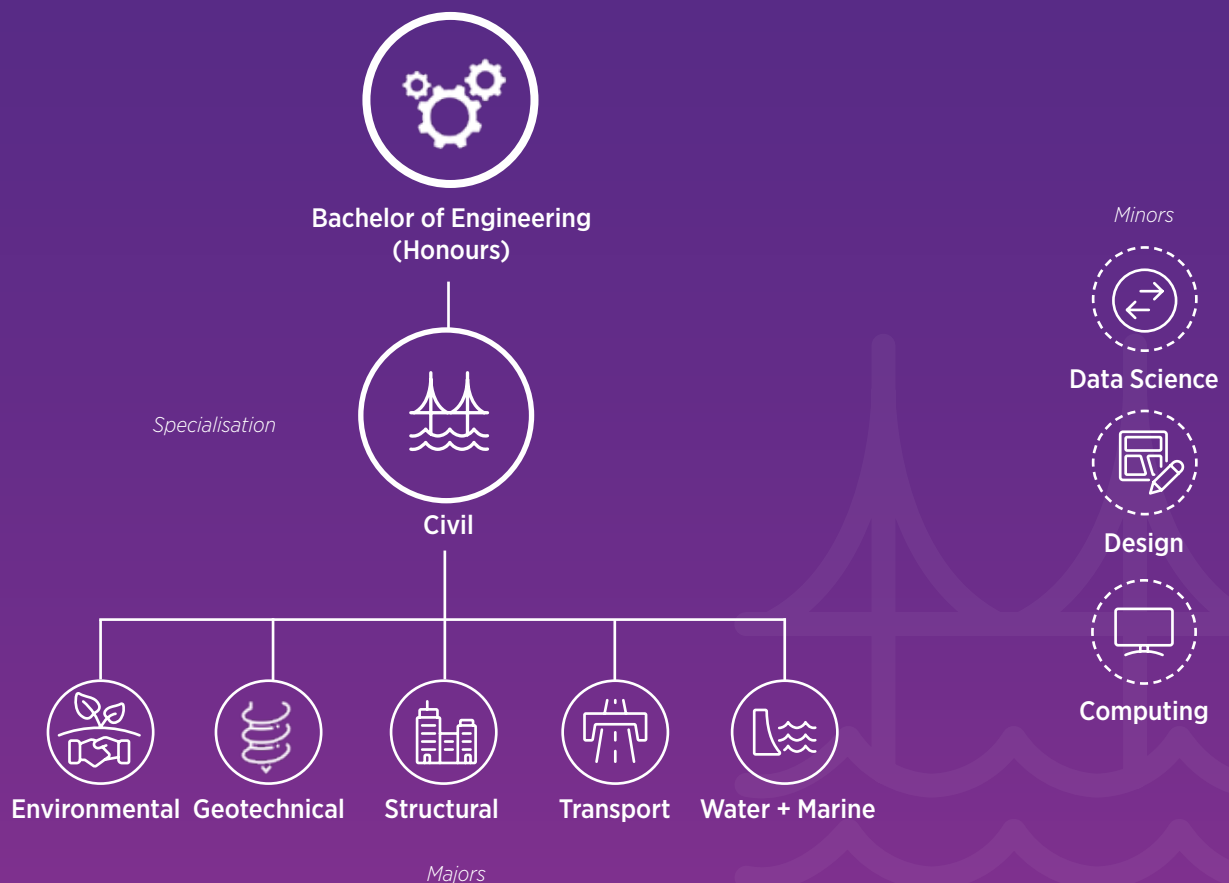 Bachelor of Engineering
(Honours)
Specialisation
Civil
Environmental
Geotechnical
Structural
Transport
Water + Marine
Majors
Minors
Data Science
Design
Computing